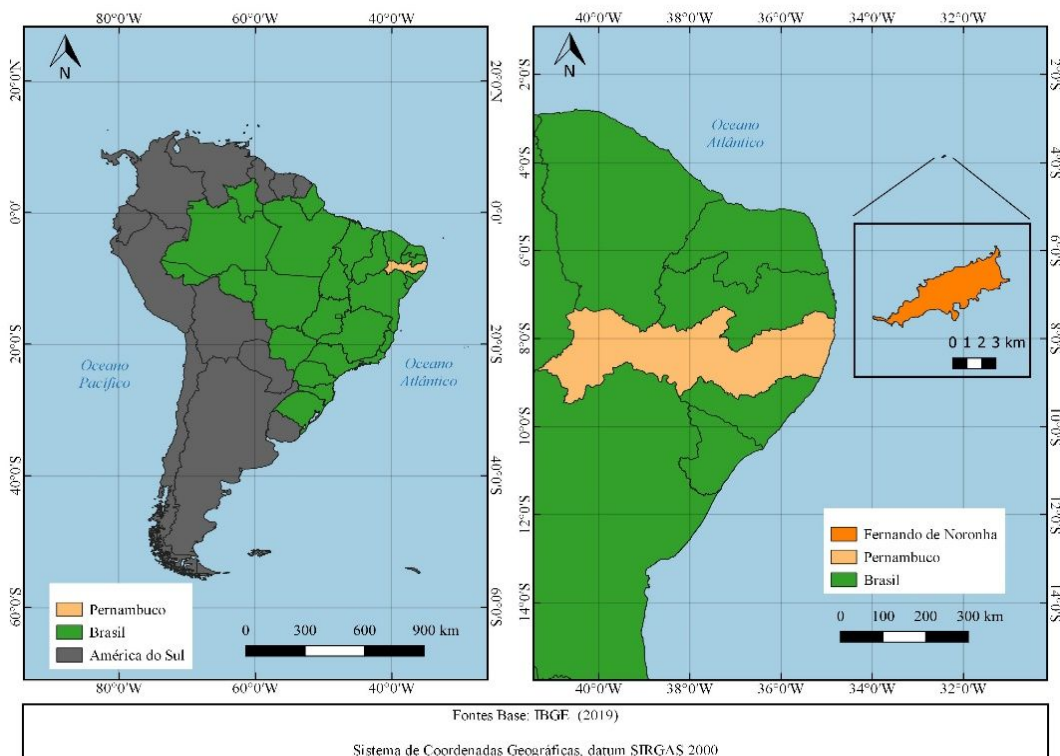 80°0'W 60°0'W 40°0'W
N
20°0'N
20°0'N
0°0'
0°0'
20°0'S
20°0'S
Oceano
Pacífico
Oceano
Atlântico
40°0'S
40°0'S
60°0'S
60°0'S
Pernambuco
Brasil
América do Sul
0 300 600 900 km
80°0'W 60°0'W 40°0'W
40°0'W 38°0'W 36°0'W 34°0'W 32°0'W
N
2°0'S
2°0'S
Oceano
Atlântico
4°0'S
4°0'S
6°0'S
6°0'S
8°0'S
8°0'S
0 1 2 3 km
10°0'S
10°0'S
12°0'S
12°0'S
14°0'S
14°0'S
Fernando de Noronha
Pernambuco
Brasil
0 100 200 300 km
40°0'W 38°0'W 36°0'W 34°0'W 32°0'W
Fontes Base: IBGE (2019)
Sistema de Coordenadas Geográficas, datum SIRGAS 2000